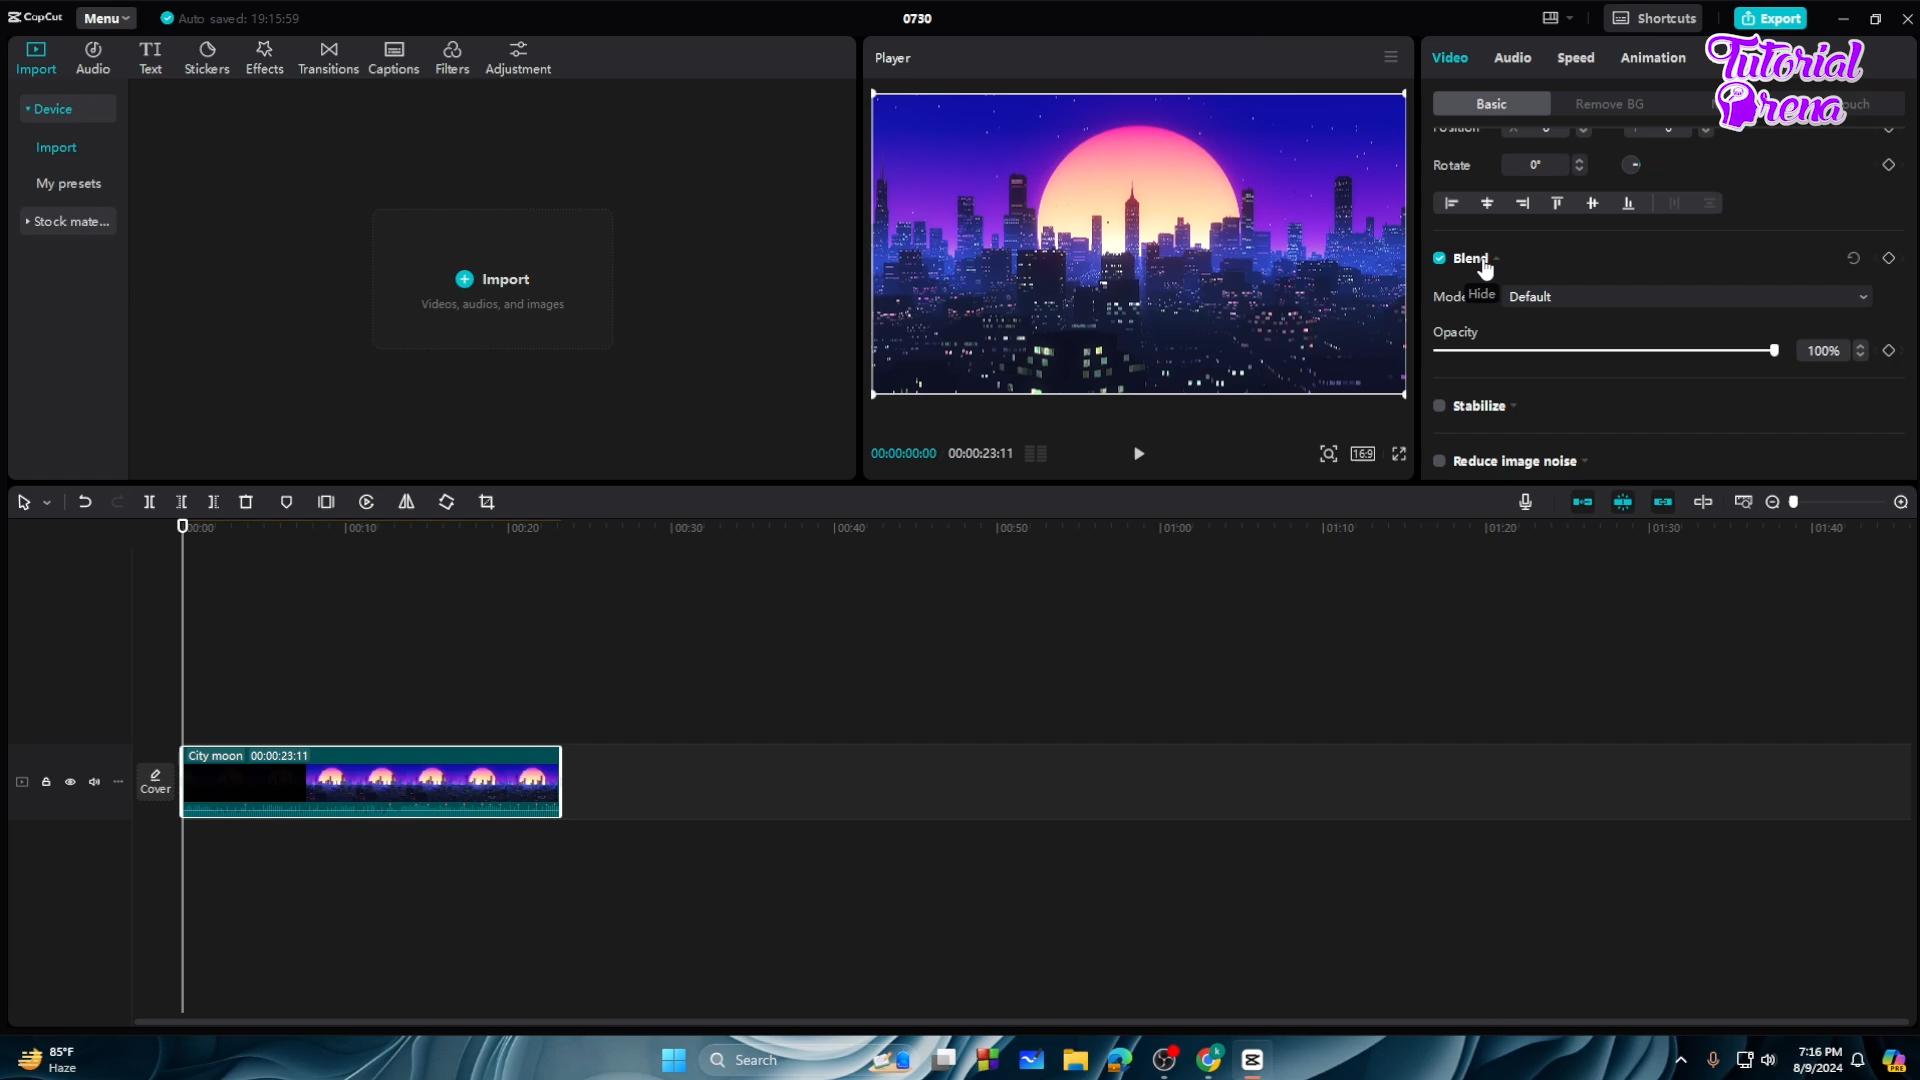 CapCut Menu Auto saved: 19:15:59 0730 Shortcuts Export
Import Audio Text Stickers Effects Transitions Captions Filters Adjustment
Player
Video Audio Speed Animation
Tutorial
Arena
Device
Import
My presets
Stock mate...
Import
Videos, audios, and images
Basic Remove BG
Position X 0 Y 0
Rotate 0°
Blend
Hide
Mode Default
Opacity
100%
Stabilize
Reduce image noise
00:00:00:00 00:00:23:11 16:9
00:00 00:10 00:20 00:30 00:40 00:50 01:00 01:10 01:20 01:30 01:40
City moon 00:00:23:11
Cover
85°F
Haze
Search
7:16 PM
8/9/2024
PRE